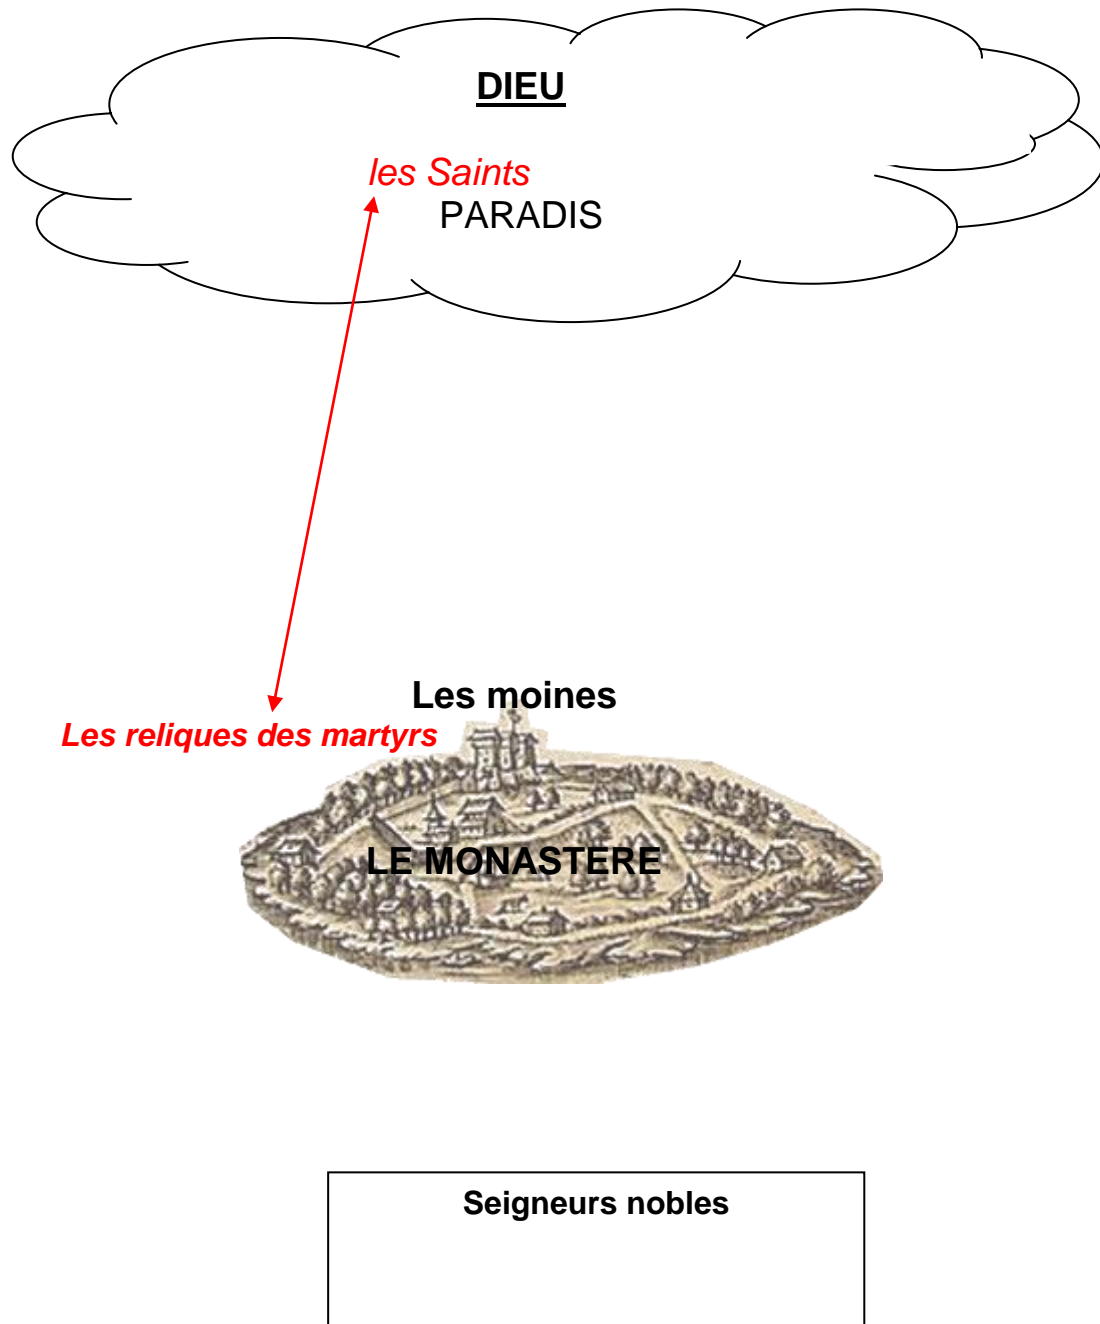 DIEU
les Saints
PARADIS
Les moines
Les reliques des martyrs
LE MONASTERE
Seigneurs nobles